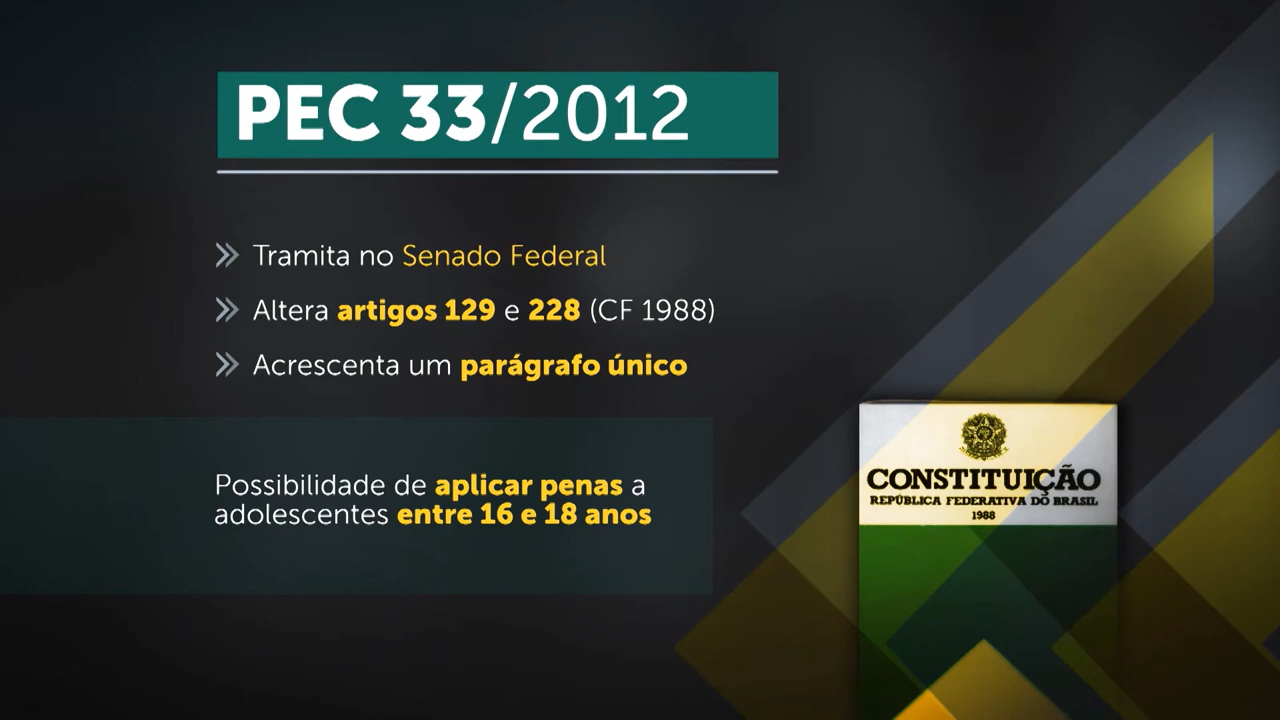 PEC 33/2012
Tramita no Senado Federal
Altera artigos 129 e 228 (CF 1988)
Acrescenta um parágrafo único
Possibilidade de aplicar penas a
adolescentes entre 16 e 18 anos
CONSTITUIÇÃO
REPÚBLICA FEDERATIVA DO BRASIL
1988